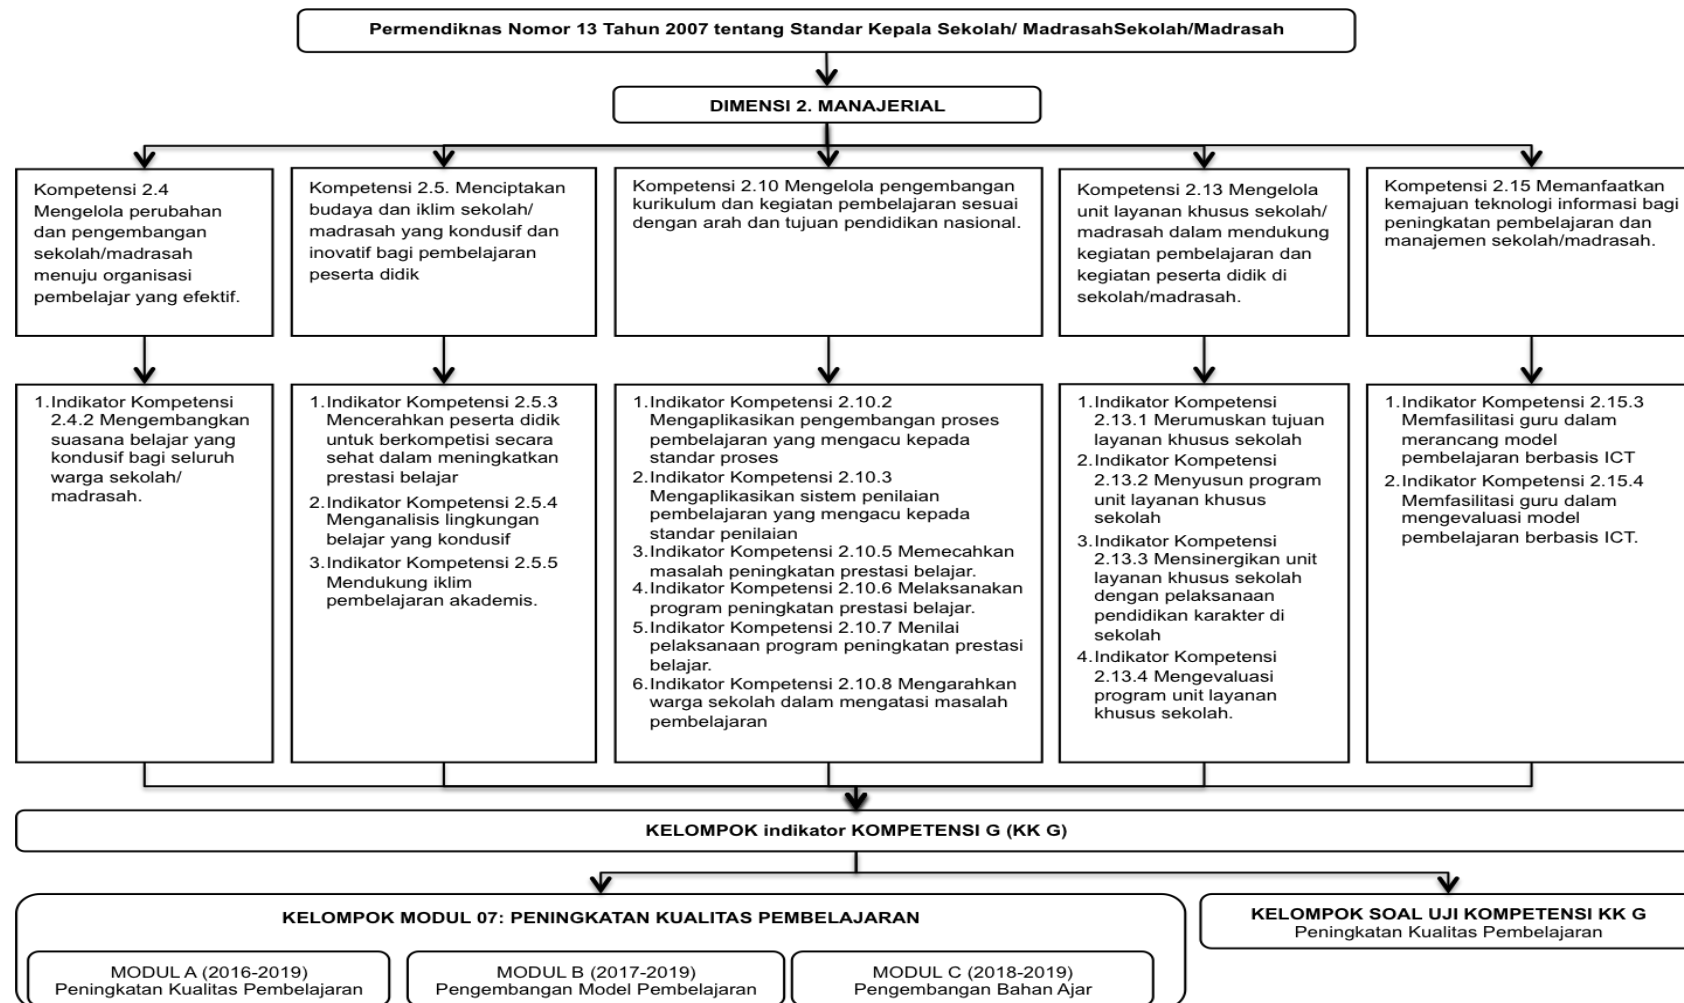 Permendiknas Nomor 13 Tahun 2007 tentang Standar Kepala Sekolah/ MadrasahSekolah/Madrasah
DIMENSI 2. MANAJERIAL
Kompetensi 2.4
Mengelola perubahan
dan pengembangan
sekolah/madrasah
menuju organisasi
pembelajar yang efektif.
Kompetensi 2.5. Menciptakan
budaya dan iklim sekolah/
madrasah yang kondusif dan
inovatif bagi pembelajaran
peserta didik
Kompetensi 2.10 Mengelola pengembangan
kurikulum dan kegiatan pembelajaran sesuai
dengan arah dan tujuan pendidikan nasional.
Kompetensi 2.13 Mengelola
unit layanan khusus sekolah/
madrasah dalam mendukung
kegiatan pembelajaran dan
kegiatan peserta didik di
sekolah/madrasah.
Kompetensi 2.15 Memanfaatkan
kemajuan teknologi informasi bagi
peningkatan pembelajaran dan
manajemen sekolah/madrasah.
1.Indikator Kompetensi
2.4.2 Mengembangkan
suasana belajar yang
kondusif bagi seluruh
warga sekolah/
madrasah.
1.Indikator Kompetensi 2.5.3
Mencerahkan peserta didik
untuk berkompetisi secara
sehat dalam meningkatkan
prestasi belajar
2.Indikator Kompetensi 2.5.4
Menganalisis lingkungan
belajar yang kondusif
3.Indikator Kompetensi 2.5.5
Mendukung iklim
pembelajaran akademis.
1.Indikator Kompetensi 2.10.2
Mengaplikasikan pengembangan proses
pembelajaran yang mengacu kepada
standar proses
2.Indikator Kompetensi 2.10.3
Mengaplikasikan sistem penilaian
pembelajaran yang mengacu kepada
standar penilaian
3.Indikator Kompetensi 2.10.5 Memecahkan
masalah peningkatan prestasi belajar.
4.Indikator Kompetensi 2.10.6 Melaksanakan
program peningkatan prestasi belajar.
5.Indikator Kompetensi 2.10.7 Menilai
pelaksanaan program peningkatan prestasi
belajar.
6.Indikator Kompetensi 2.10.8 Mengarahkan
warga sekolah dalam mengatasi masalah
pembelajaran
1.Indikator Kompetensi
2.13.1 Merumuskan tujuan
layanan khusus sekolah
2.Indikator Kompetensi
2.13.2 Menyusun program
unit layanan khusus
sekolah
3.Indikator Kompetensi
2.13.3 Mensinergikan unit
layanan khusus sekolah
dengan pelaksanaan
pendidikan karakter di
sekolah
4.Indikator Kompetensi
2.13.4 Mengevaluasi
program unit layanan
khusus sekolah.
1.Indikator Kompetensi 2.15.3
Memfasilitasi guru dalam
merancang model
pembelajaran berbasis ICT
2.Indikator Kompetensi 2.15.4
Memfasilitasi guru dalam
mengevaluasi model
pembelajaran berbasis ICT.
KELOMPOK indikator KOMPETENSI G (KK G)
KELOMPOK MODUL 07: PENINGKATAN KUALITAS PEMBELAJARAN
MODUL A (2016-2019)
Peningkatan Kualitas Pembelajaran
MODUL B (2017-2019)
Pengembangan Model Pembelajaran
MODUL C (2018-2019)
Pengembangan Bahan Ajar
KELOMPOK SOAL UJI KOMPETENSI KK G
Peningkatan Kualitas Pembelajaran